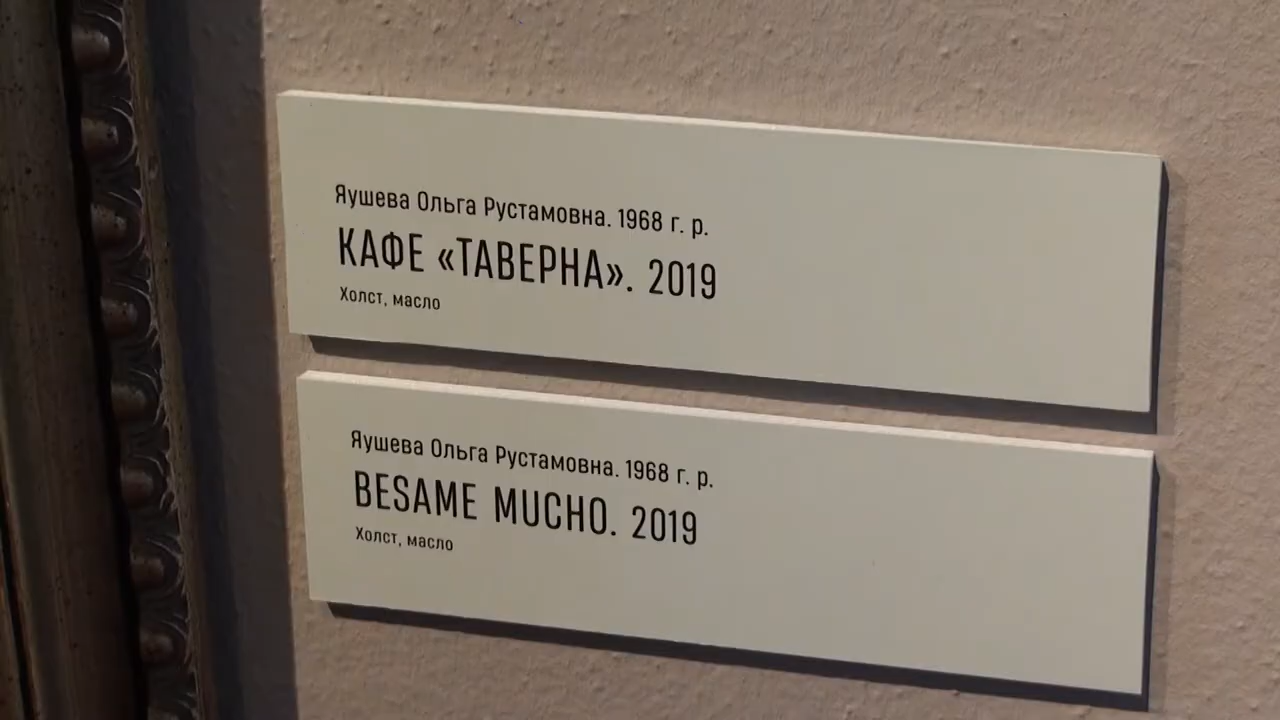 Яушева Ольга Рустамовна. 1968 г. р.
КАФЕ «ТАВЕРНА». 2019
Холст, масло
Яушева Ольга Рустамовна. 1968 г. р.
BESAME MUCHO. 2019
Холст, масло